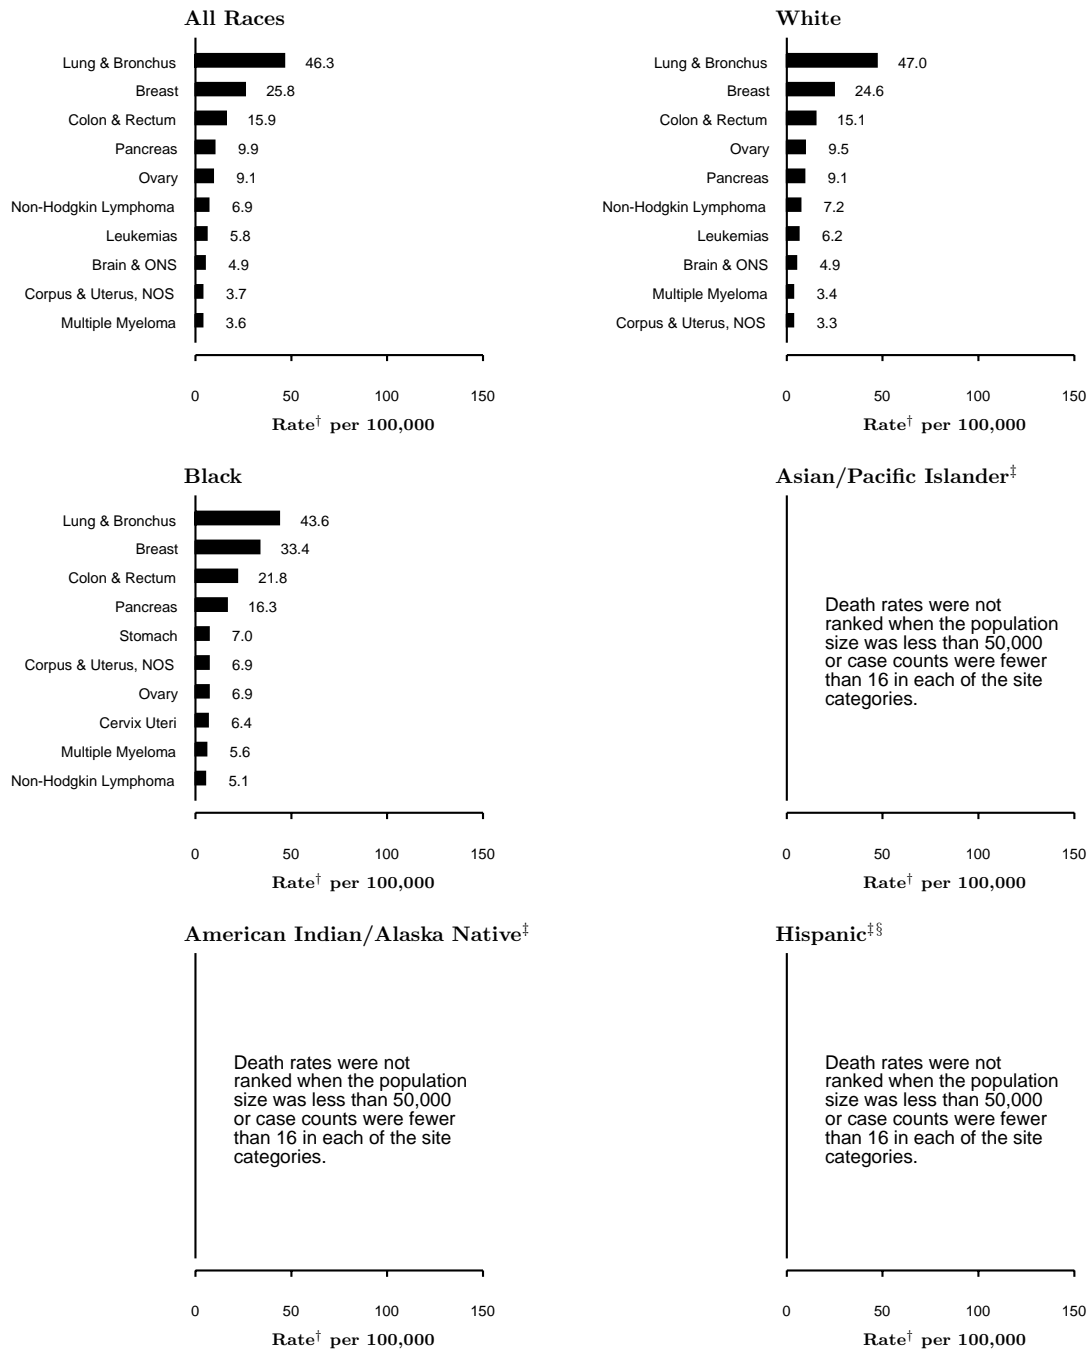 All Races
Lung & Bronchus 46.3
Breast 25.8
Colon & Rectum 15.9
Pancreas 9.9
Ovary 9.1
Non-Hodgkin Lymphoma 6.9
Leukemias 5.8
Brain & ONS 4.9
Corpus & Uterus, NOS 3.7
Multiple Myeloma 3.6
0 50 100 150
Rate† per 100,000
White
Lung & Bronchus 47.0
Breast 24.6
Colon & Rectum 15.1
Ovary 9.5
Pancreas 9.1
Non-Hodgkin Lymphoma 7.2
Leukemias 6.2
Brain & ONS 4.9
Multiple Myeloma 3.4
Corpus & Uterus, NOS 3.3
0 50 100 150
Rate† per 100,000
Black
Lung & Bronchus 43.6
Breast 33.4
Colon & Rectum 21.8
Pancreas 16.3
Stomach 7.0
Corpus & Uterus, NOS 6.9
Ovary 6.9
Cervix Uteri 6.4
Multiple Myeloma 5.6
Non-Hodgkin Lymphoma 5.1
0 50 100 150
Rate† per 100,000
Asian/Pacific Islander‡
Death rates were not
ranked when the population
size was less than 50,000
or case counts were fewer
than 16 in each of the site
categories.
0 50 100 150
Rate† per 100,000
American Indian/Alaska Native‡
Death rates were not
ranked when the population
size was less than 50,000
or case counts were fewer
than 16 in each of the site
categories.
0 50 100 150
Rate† per 100,000
Hispanic‡§
Death rates were not
ranked when the population
size was less than 50,000
or case counts were fewer
than 16 in each of the site
categories.
0 50 100 150
Rate† per 100,000